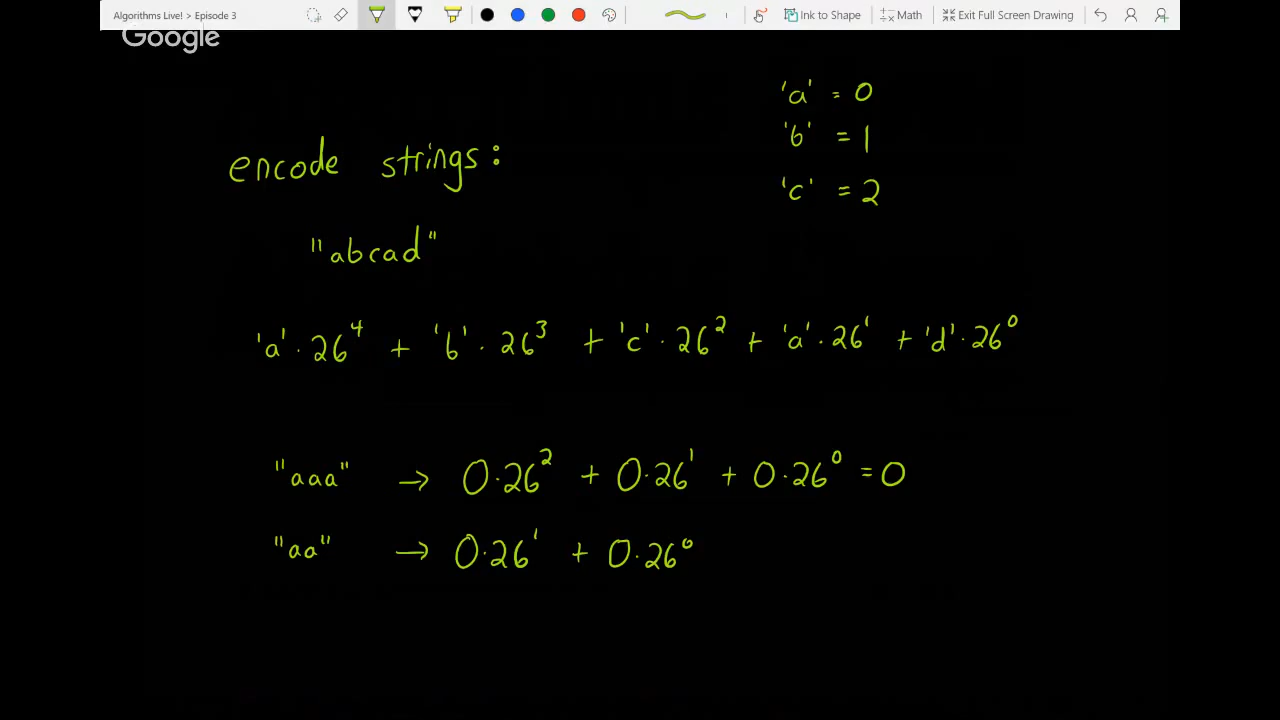 Algorithms Live! > Episode 3
Ink to Shape
Math
Exit Full Screen Drawing
Google
'a' = 0
'b' = 1
'c' = 2
encode strings:
"abcad"
'a'·26⁴ + 'b'·26³ + 'c'·26² + 'a'·26¹ + 'd'·26⁰
"aaa" → 0·26² + 0·26¹ + 0·26⁰ = 0
"aa" → 0·26¹ + 0·26⁰